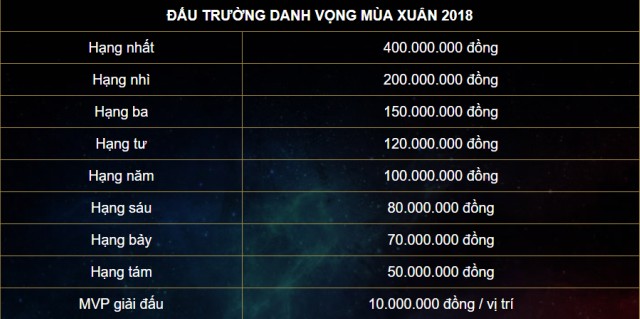 ĐẤU TRƯỜNG DANH VỌNG MÙA XUÂN 2018
Hạng nhất 400.000.000 đồng
Hạng nhì 200.000.000 đồng
Hạng ba 150.000.000 đồng
Hạng tư 120.000.000 đồng
Hạng năm 100.000.000 đồng
Hạng sáu 80.000.000 đồng
Hạng bảy 70.000.000 đồng
Hạng tám 50.000.000 đồng
MVP giải đấu 10.000.000 đồng / vị trí